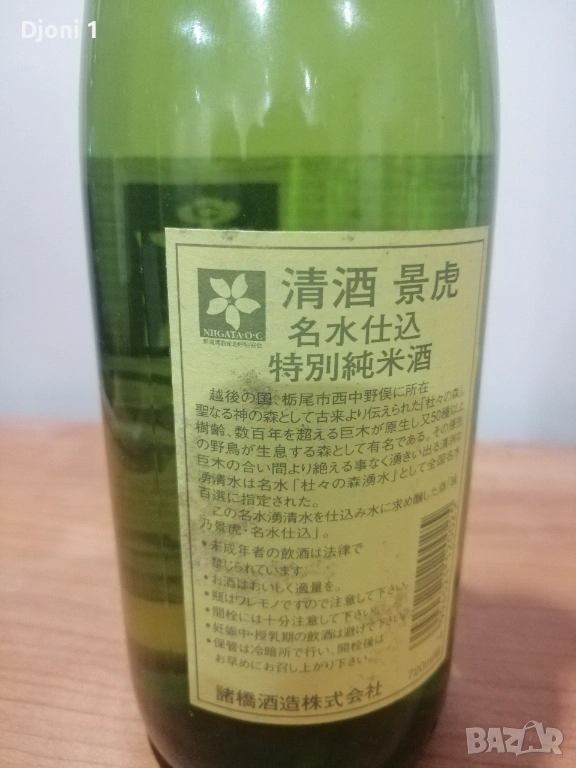 Djoni 1
清酒 景虎
名水仕込
特別純米酒
NIIGATA・O・C
越後の国、栃尾市西中野俣に所在
聖なる神の森として古来より伝えられた「杜々の森」
樹齢、数百年を超える巨木が原生し又50種以上
の野鳥が生息する森として有名である。その原生
巨木の合い間より絶える事なく湧きい出る清冽な
湧清水は名水「杜々の森湧水」として全国名水
百選に指定された。
この名水湧清水を仕込み水に求め醸した酒「越
乃景虎・名水仕込」。
・未成年者の飲酒は法律で
禁じられています。
・お酒はおいしく適量を。
・瓶はワレモノですので注意して下さい。
・開栓には十分注意して下さい。
・妊娠中・授乳期の飲酒は避けて下さい。
・保管は冷暗所で行い、開栓後は
お早めにお召し上がり下さい。
諸橋酒造株式会社
BAZAR